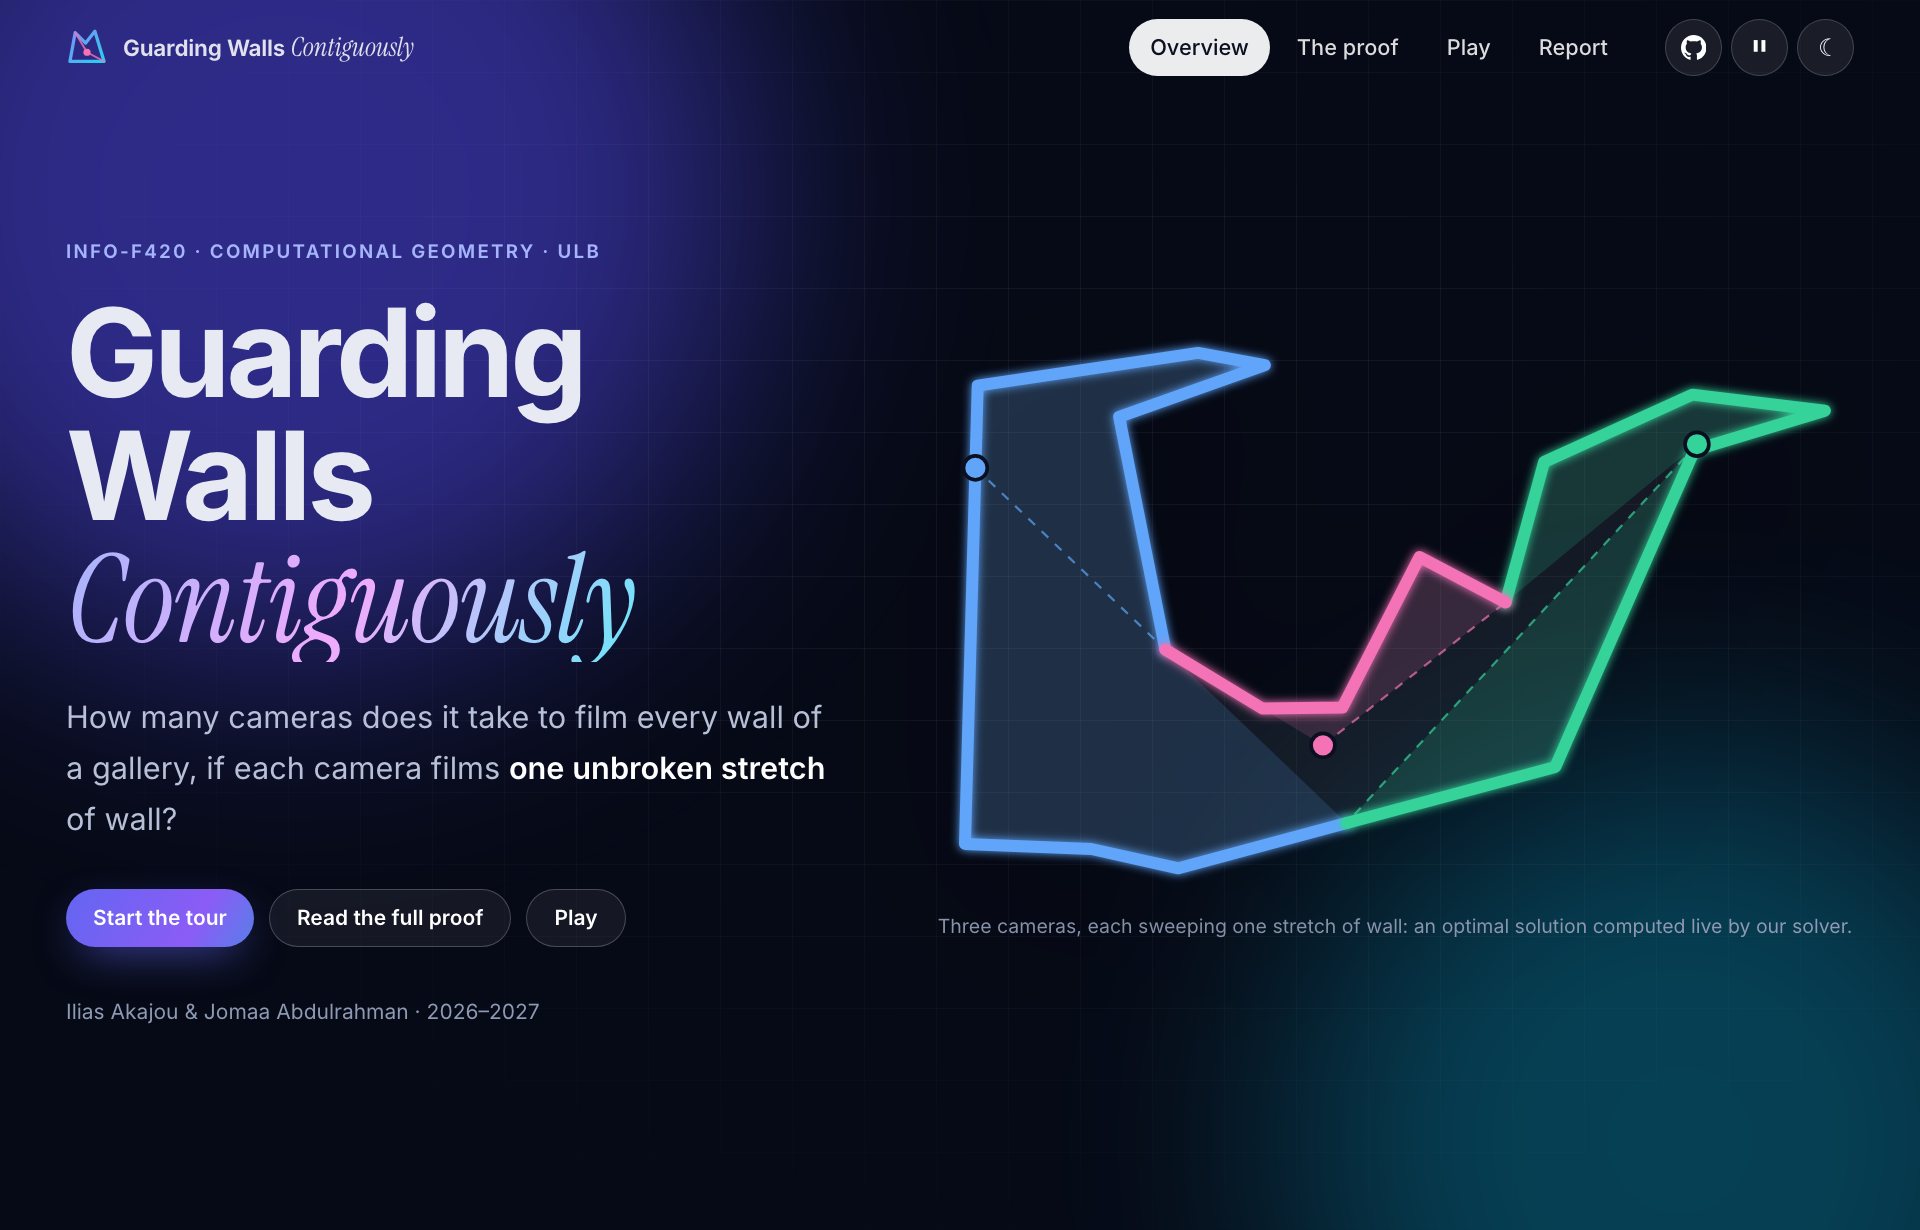 Guarding Walls Contiguously
Overview
The proof
Play
Report
INFO-F420 · COMPUTATIONAL GEOMETRY · ULB
Guarding
Walls
Contiguously
How many cameras does it take to film every wall of
a gallery, if each camera films one unbroken stretch
of wall?
Start the tour
Read the full proof
Play
Three cameras, each sweeping one stretch of wall: an optimal solution computed live by our solver.
Ilias Akajou & Jomaa Abdulrahman · 2026–2027